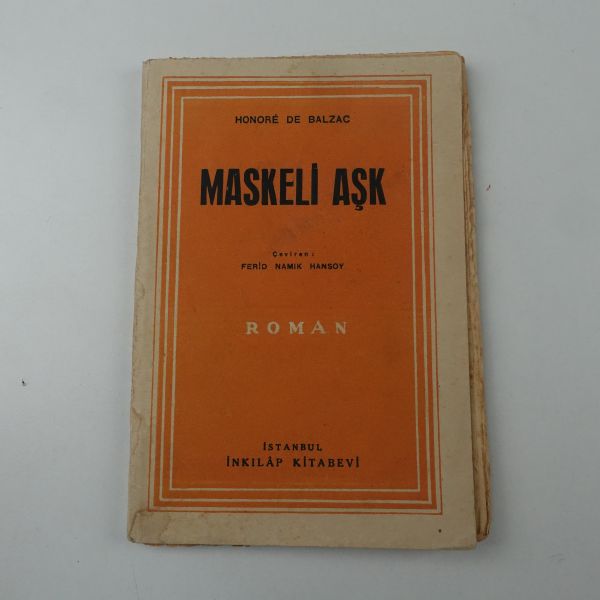 HONORÉ DE BALZAC
MASKELİ AŞK
Çeviren:
FERİD NAMIK HANSOY
ROMAN
İSTANBUL
İNKILÂP KİTABEVİ